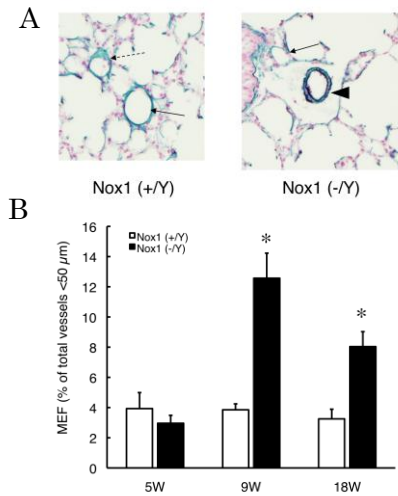 A
Nox1 (+/Y) Nox1 (-/Y)
B
16
14
12
10
8
6
4
2
0
MEF (% of total vessels <50 µm)
Nox1 (+/Y)
Nox1 (-/Y)
*
*
5W 9W 18W